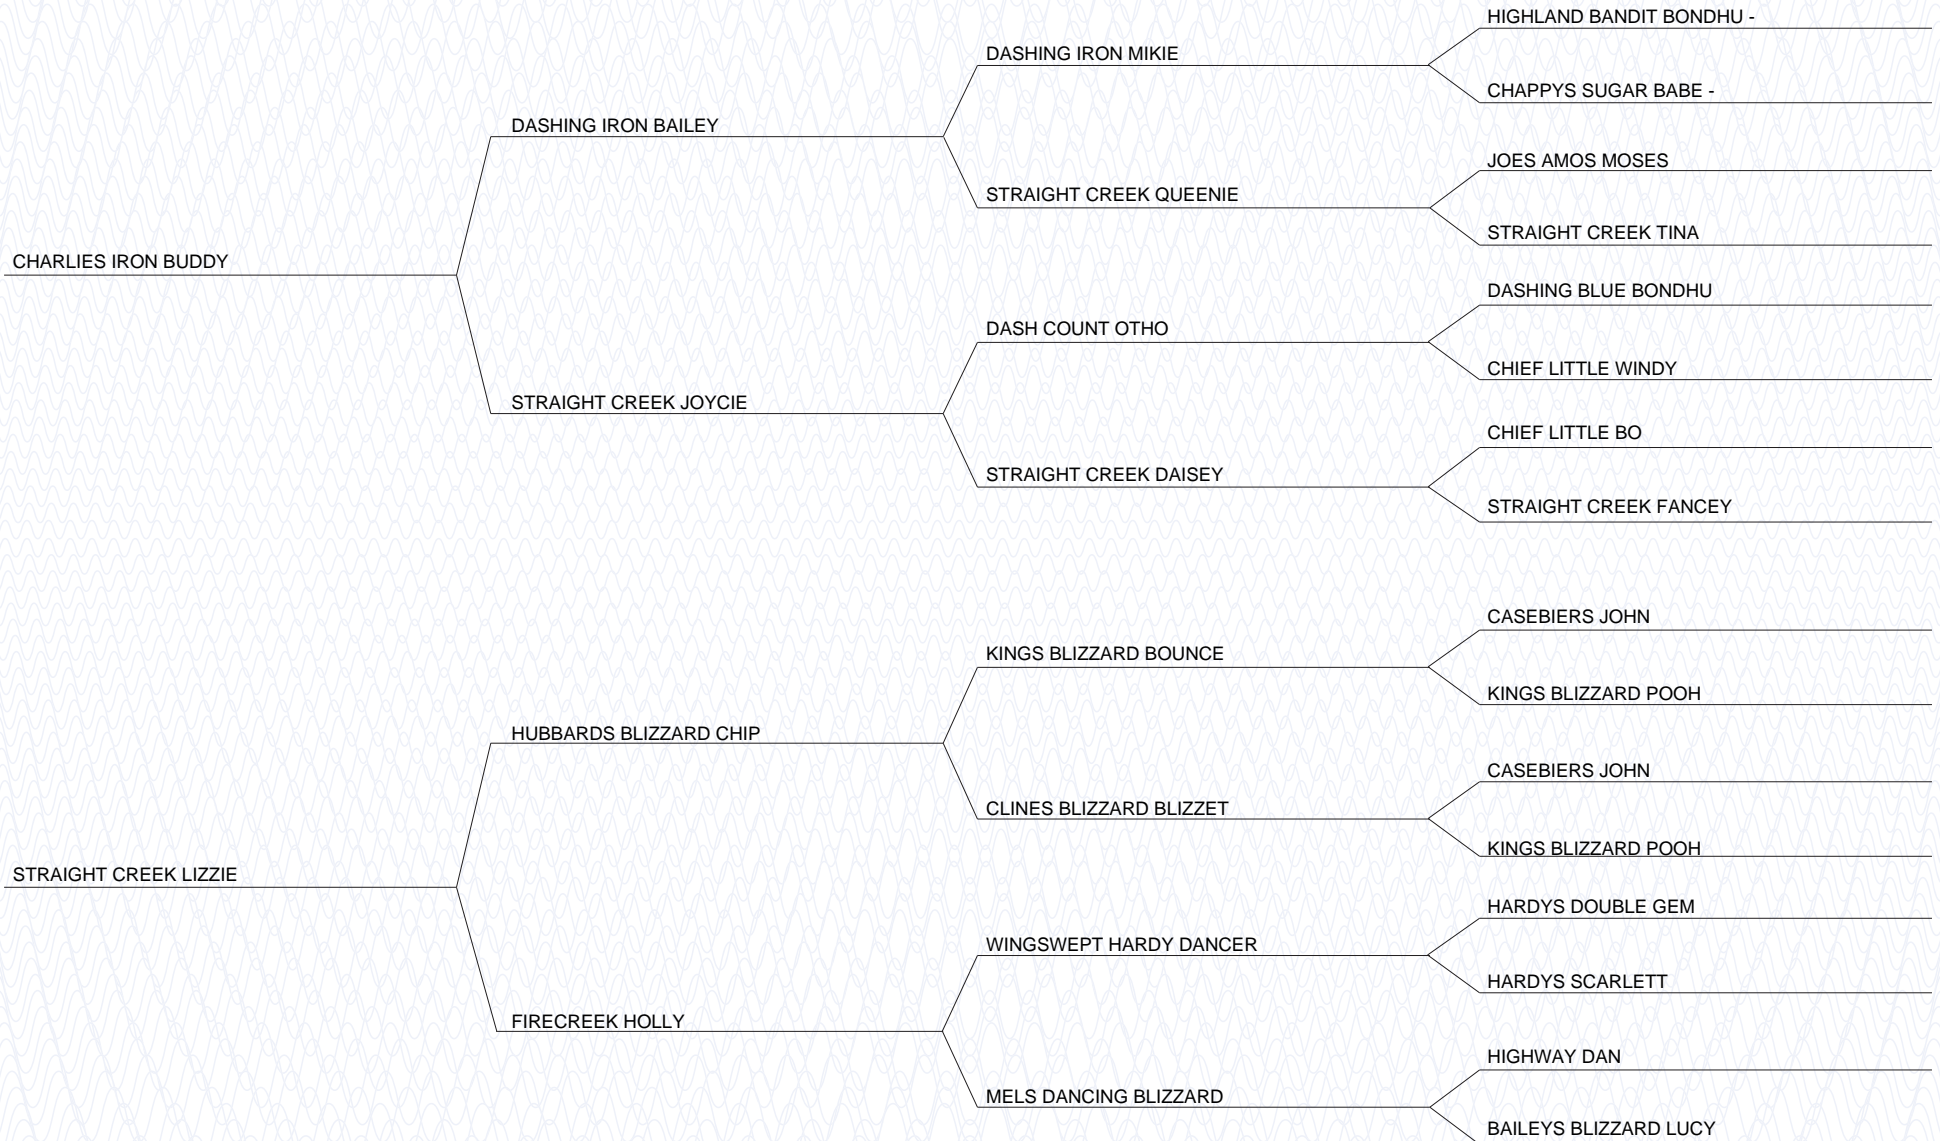 HIGHLAND BANDIT BONDHU -
DASHING IRON MIKIE
CHAPPYS SUGAR BABE -
DASHING IRON BAILEY
JOES AMOS MOSES
STRAIGHT CREEK QUEENIE
STRAIGHT CREEK TINA
CHARLIES IRON BUDDY
DASHING BLUE BONDHU
DASH COUNT OTHO
CHIEF LITTLE WINDY
STRAIGHT CREEK JOYCIE
CHIEF LITTLE BO
STRAIGHT CREEK DAISEY
STRAIGHT CREEK FANCEY
CASEBIERS JOHN
KINGS BLIZZARD BOUNCE
KINGS BLIZZARD POOH
HUBBARDS BLIZZARD CHIP
CASEBIERS JOHN
CLINES BLIZZARD BLIZZET
KINGS BLIZZARD POOH
STRAIGHT CREEK LIZZIE
HARDYS DOUBLE GEM
WINGSWEPT HARDY DANCER
HARDYS SCARLETT
FIRECREEK HOLLY
HIGHWAY DAN
MELS DANCING BLIZZARD
BAILEYS BLIZZARD LUCY